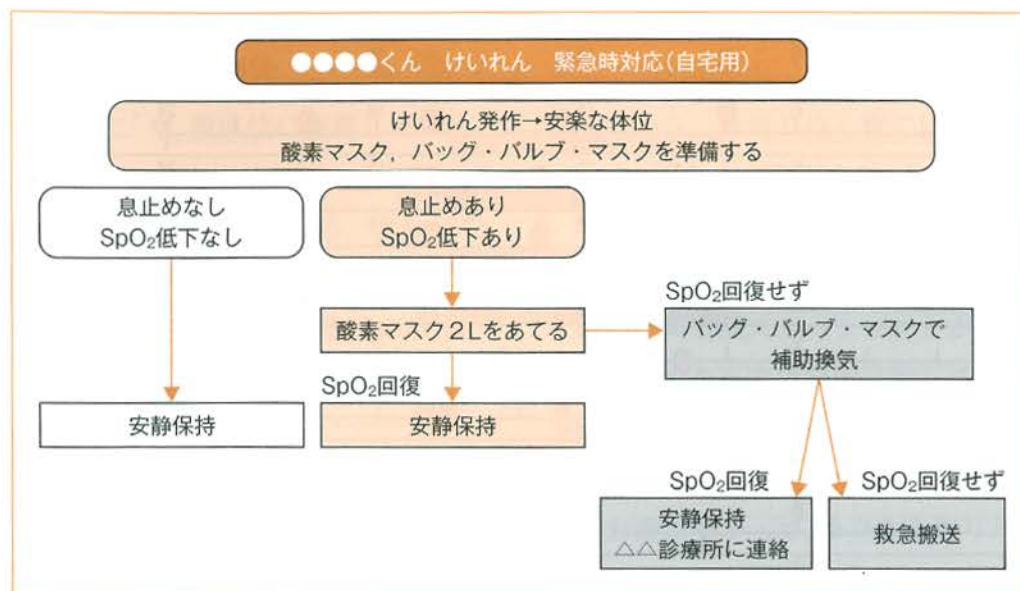 ●●●●くん　けいれん　緊急時対応（自宅用）
けいれん発作→安楽な体位
酸素マスク，バッグ・バルブ・マスクを準備する
息止めなし
SpO₂低下なし
息止めあり
SpO₂低下あり
酸素マスク２Lをあてる
SpO₂回復せず
バッグ・バルブ・マスクで
補助換気
SpO₂回復
安静保持
安静保持
SpO₂回復
安静保持
△△診療所に連絡
SpO₂回復せず
救急搬送